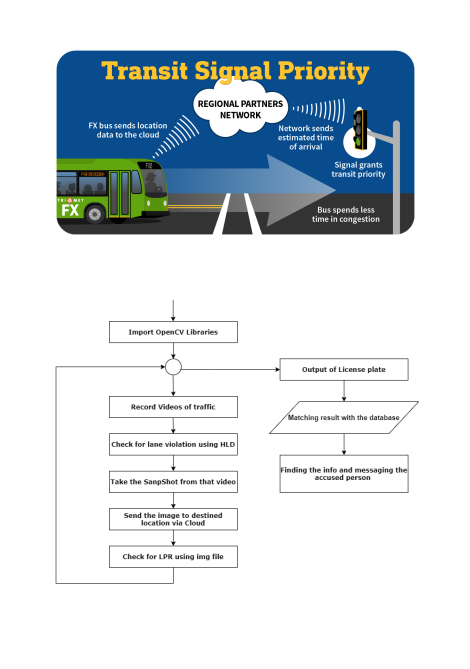 Transit Signal Priority
REGIONAL PARTNERS
NETWORK
FX bus sends location
data to the cloud
Network sends
estimated time
of arrival
Signal grants
transit priority
TRI MET
FX
Bus spends less
time in congestion
Import OpenCV Libraries
Record Videos of traffic
Check for lane violation using HLD
Take the SanpShot from that video
Send the image to destined
location via Cloud
Check for LPR using img file
Output of License plate
Matching result with the database
Finding the info and messaging the
accused person